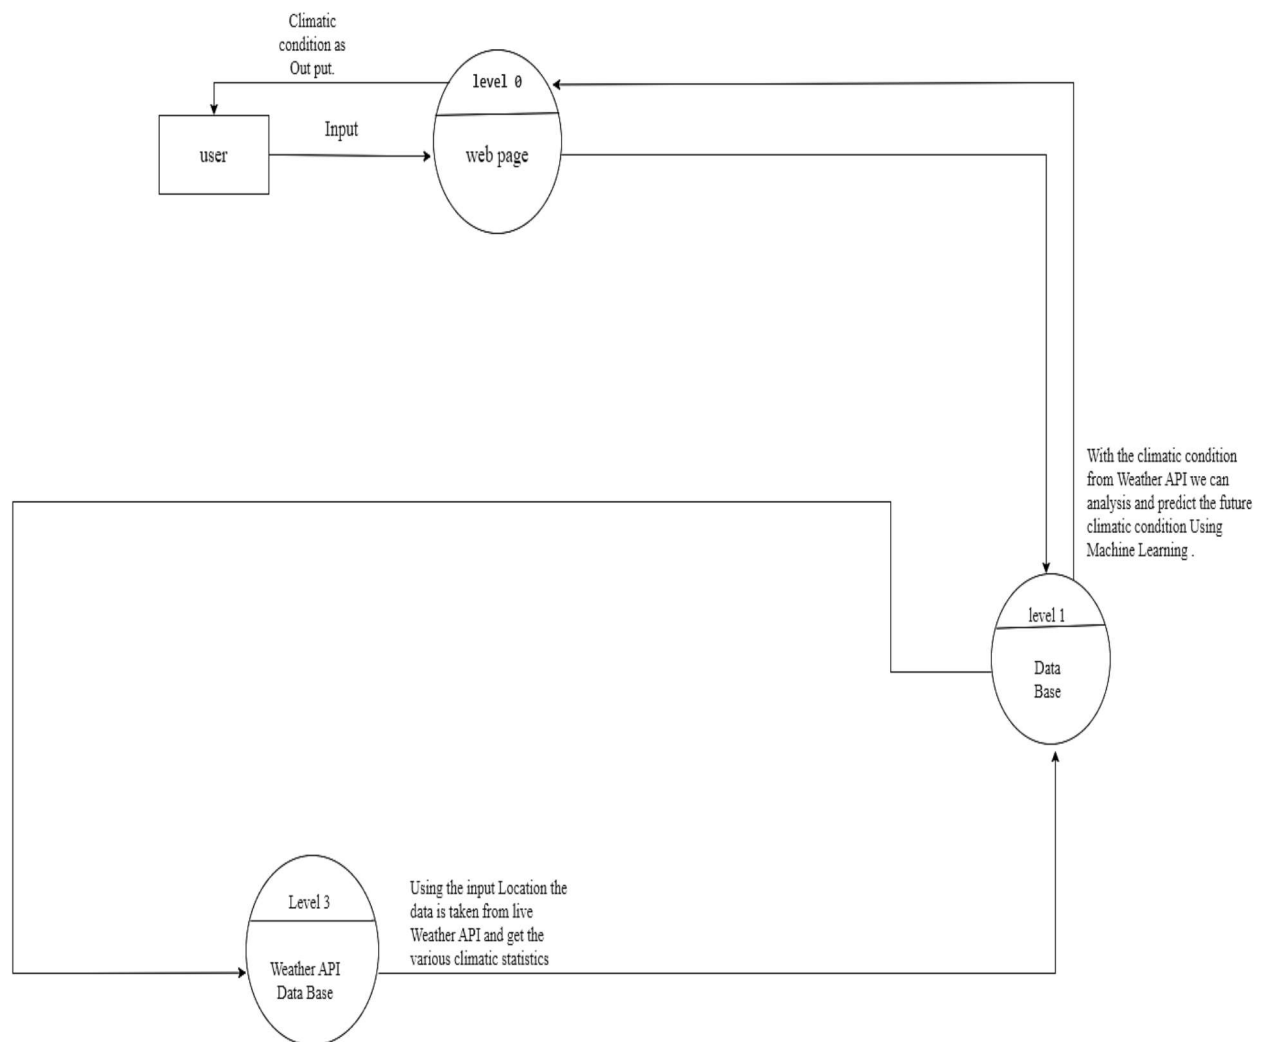 Climatic
condition as
Out put.
level 0
user
Input
web page
With the climatic condition
from Weather API we can
analysis and predict the future
climatic condition Using
Machine Learning .
level 1
Data
Base
Level 3
Weather API
Data Base
Using the input Location the
data is taken from live
Weather API and get the
various climatic statistics